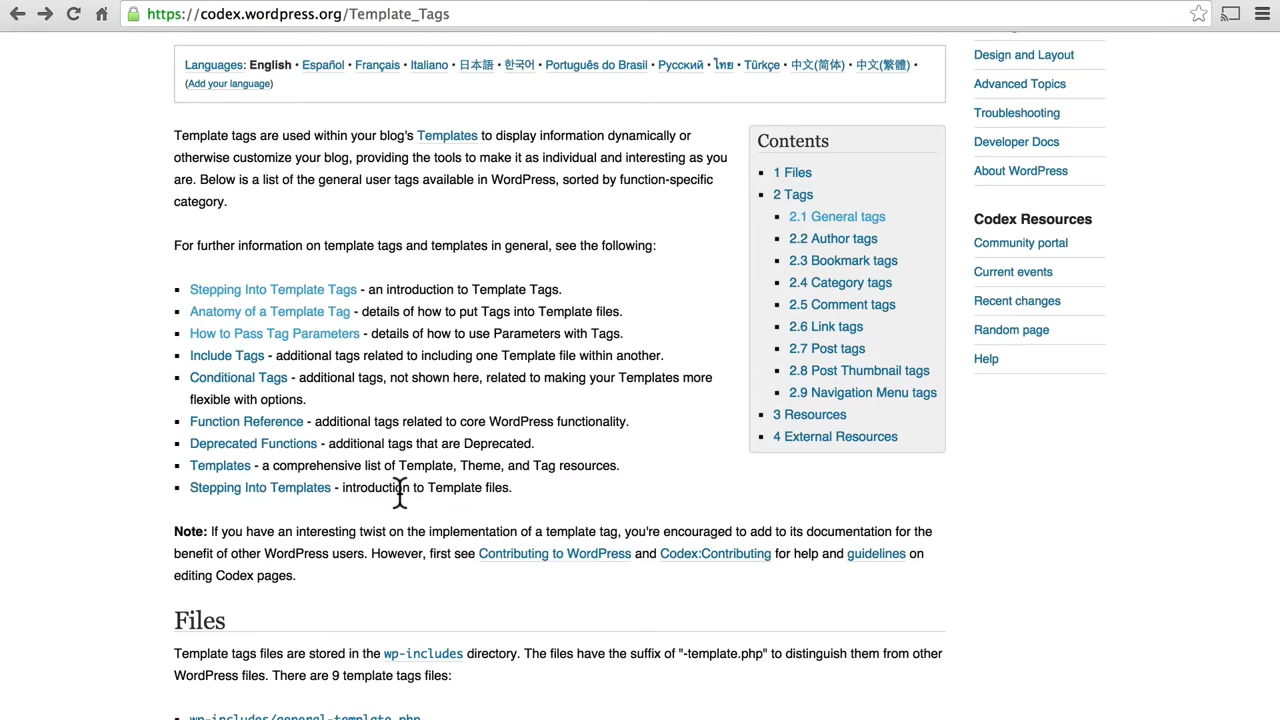 https://codex.wordpress.org/Template_Tags
Languages: English • Español • Français • Italiano • 日本語 • 한국어 • Português do Brasil • Русский • ไทย • Türkçe • 中文(简体) • 中文(繁體) •
(Add your language)
Template tags are used within your blog's Templates to display information dynamically or
otherwise customize your blog, providing the tools to make it as individual and interesting as you
are. Below is a list of the general user tags available in WordPress, sorted by function-specific
category.
For further information on template tags and templates in general, see the following:
▪ Stepping Into Template Tags - an introduction to Template Tags.
▪ Anatomy of a Template Tag - details of how to put Tags into Template files.
▪ How to Pass Tag Parameters - details of how to use Parameters with Tags.
▪ Include Tags - additional tags related to including one Template file within another.
▪ Conditional Tags - additional tags, not shown here, related to making your Templates more
flexible with options.
▪ Function Reference - additional tags related to core WordPress functionality.
▪ Deprecated Functions - additional tags that are Deprecated.
▪ Templates - a comprehensive list of Template, Theme, and Tag resources.
▪ Stepping Into Templates - introduction to Template files.
Note: If you have an interesting twist on the implementation of a template tag, you're encouraged to add to its documentation for the
benefit of other WordPress users. However, first see Contributing to WordPress and Codex:Contributing for help and guidelines on
editing Codex pages.
Files
Template tags files are stored in the wp-includes directory. The files have the suffix of "-template.php" to distinguish them from other
WordPress files. There are 9 template tags files:
▪ wp-includes/general-template.php
Contents
▪ 1 Files
▪ 2 Tags
▪ 2.1 General tags
▪ 2.2 Author tags
▪ 2.3 Bookmark tags
▪ 2.4 Category tags
▪ 2.5 Comment tags
▪ 2.6 Link tags
▪ 2.7 Post tags
▪ 2.8 Post Thumbnail tags
▪ 2.9 Navigation Menu tags
▪ 3 Resources
▪ 4 External Resources
Design and Layout
Advanced Topics
Troubleshooting
Developer Docs
About WordPress
Codex Resources
Community portal
Current events
Recent changes
Random page
Help